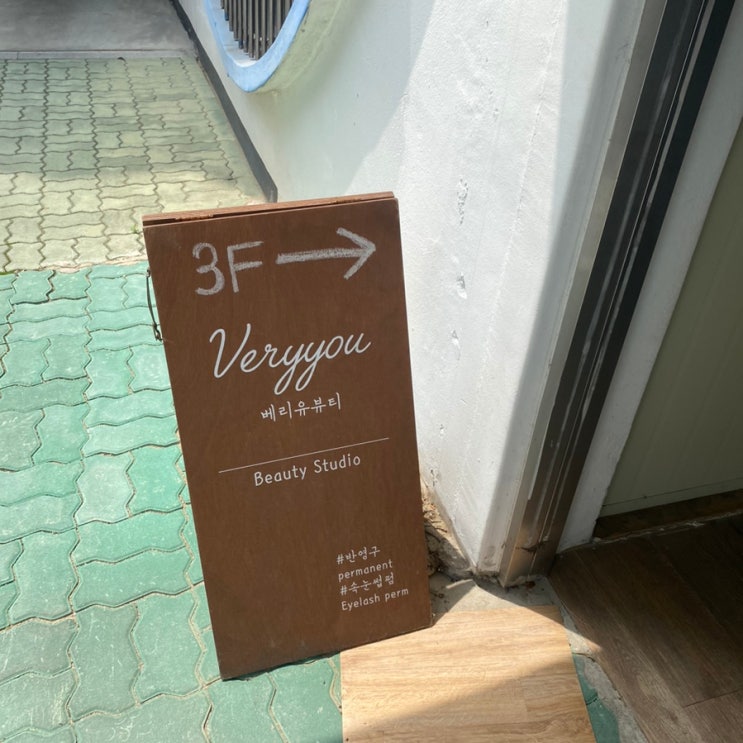 3F →
Veryyou
베리유뷰티
Beauty Studio
#반영구
permanent
#속눈썹펌
Eyelash perm